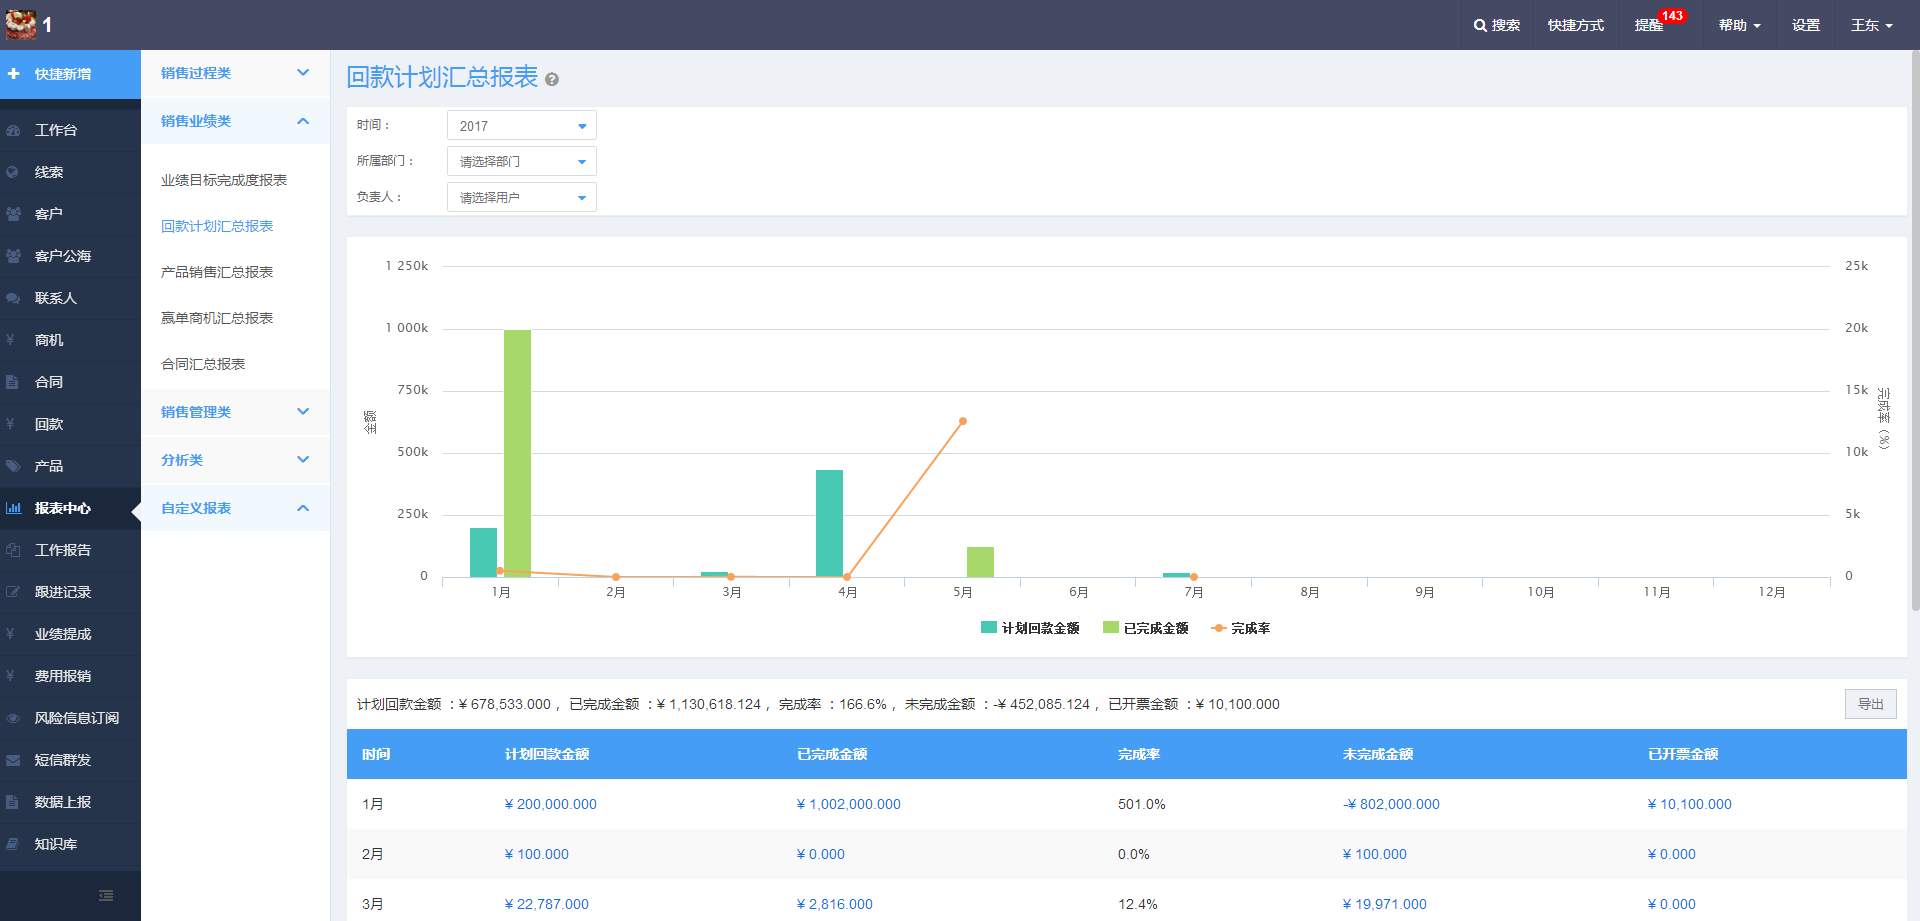 1
搜索
快捷方式
提醒
143
帮助
设置
王东
快捷新增
工作台
线索
客户
客户公海
联系人
商机
合同
回款
产品
报表中心
工作报告
跟进记录
业绩提成
费用报销
风险信息订阅
短信群发
数据上报
知识库
销售过程类
销售业绩类
业绩目标完成度报表
回款计划汇总报表
产品销售汇总报表
赢单商机汇总报表
合同汇总报表
销售管理类
分析类
自定义报表
回款计划汇总报表
时间： 2017
所属部门： 请选择部门
负责人： 请选择用户
金额
1 250k
1 000k
750k
500k
250k
0
25k
20k
15k
10k
5k
0
完成率（%）
1月 2月 3月 4月 5月 6月 7月 8月 9月 10月 11月 12月
计划回款金额 已完成金额 完成率
计划回款金额 ：¥ 678,533.000， 已完成金额 ：¥ 1,130,618.124， 完成率 ：166.6%， 未完成金额 ：-¥ 452,085.124， 已开票金额 ：¥ 10,100.000
导出
时间 计划回款金额 已完成金额 完成率 未完成金额 已开票金额
1月 ¥ 200,000.000 ¥ 1,002,000.000 501.0% -¥ 802,000.000 ¥ 10,100.000
2月 ¥ 100.000 ¥ 0.000 0.0% ¥ 100.000 ¥ 0.000
3月 ¥ 22,787.000 ¥ 2,816.000 12.4% ¥ 19,971.000 ¥ 0.000